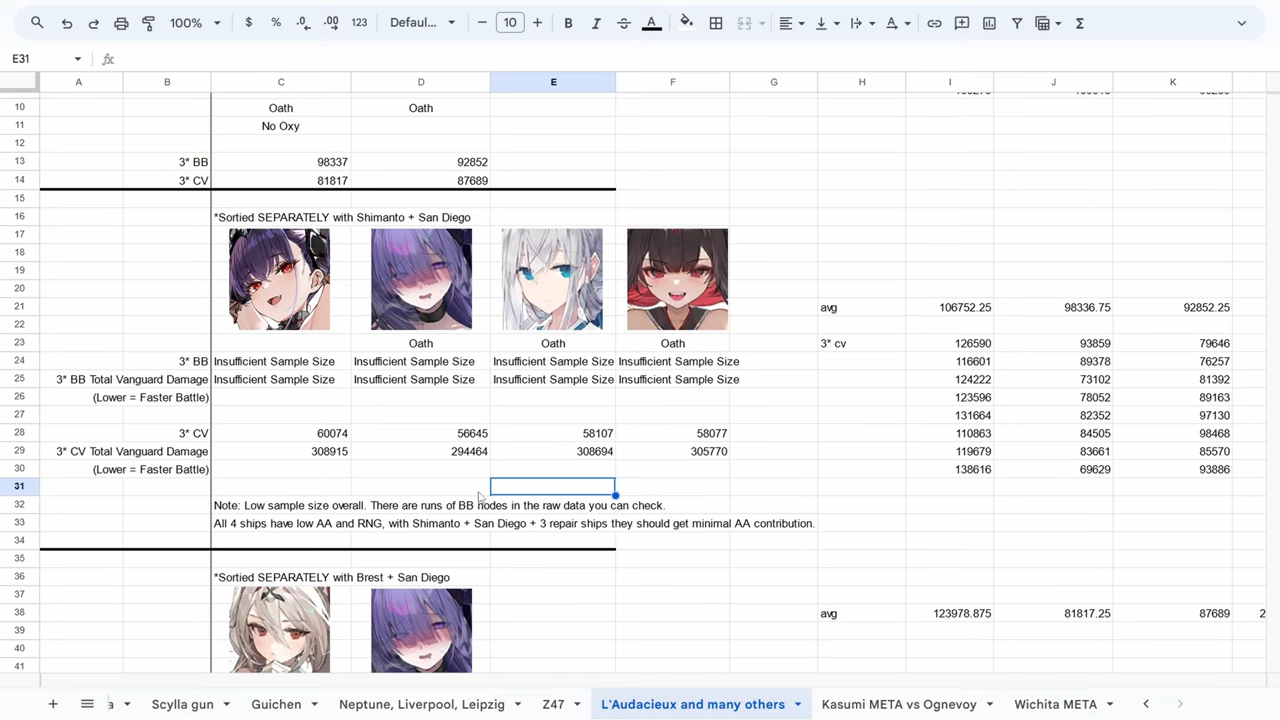 100% $ % .0 .00 123 Defaul... 10 B I A
E31 fx
A B C D E F G H I J K
10 Oath Oath
11 No Oxy
12
13 3* BB 98337 92852
14 3* CV 81817 87689
15
16 *Sortied SEPARATELY with Shimanto + San Diego
17
18
19
20
21 avg 106752.25 98336.75 92852.25
22
23 Oath Oath Oath 3* cv 126590 93859 79646
24 3* BB Insufficient Sample Size Insufficient Sample Size Insufficient Sample Size Insufficient Sample Size 116601 89378 76257
25 3* BB Total Vanguard Damage Insufficient Sample Size Insufficient Sample Size Insufficient Sample Size Insufficient Sample Size 124222 73102 81392
26 (Lower = Faster Battle) 123596 78052 89163
27 131664 82352 97130
28 3* CV 60074 56645 58107 58077 110863 84505 98468
29 3* CV Total Vanguard Damage 308915 294464 308694 305770 119679 83661 85570
30 (Lower = Faster Battle) 138616 69629 93886
31
32 Note: Low sample size overall. There are runs of BB nodes in the raw data you can check.
33 All 4 ships have low AA and RNG, with Shimanto + San Diego + 3 repair ships they should get minimal AA contribution.
34
35
36 *Sortied SEPARATELY with Brest + San Diego
37
38 avg 123978.875 81817.25 87689 2
39
40
41
a Scylla gun Guichen Neptune, Liverpool, Leipzig Z47 L'Audacieux and many others Kasumi META vs Ognevoy Wichita META